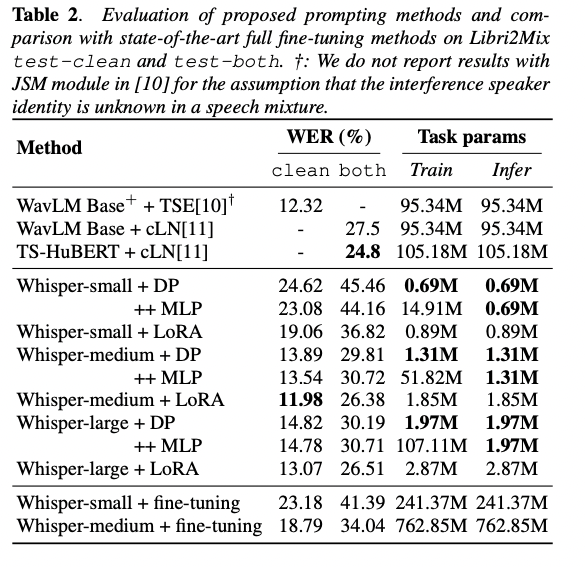 Table 2. Evaluation of proposed prompting methods and com-
parison with state-of-the-art full fine-tuning methods on Libri2Mix
test-clean and test-both. †: We do not report results with
JSM module in [10] for the assumption that the interference speaker
identity is unknown in a speech mixture.
Method WER (%) Task params
clean both Train Infer
WavLM Base+ + TSE[10]† 12.32 - 95.34M 95.34M
WavLM Base + cLN[11] - 27.5 95.34M 95.34M
TS-HuBERT + cLN[11] - 24.8 105.18M 105.18M
Whisper-small + DP 24.62 45.46 0.69M 0.69M
++ MLP 23.08 44.16 14.91M 0.69M
Whisper-small + LoRA 19.06 36.82 0.89M 0.89M
Whisper-medium + DP 13.89 29.81 1.31M 1.31M
++ MLP 13.54 30.72 51.82M 1.31M
Whisper-medium + LoRA 11.98 26.38 1.85M 1.85M
Whisper-large + DP 14.82 30.19 1.97M 1.97M
++ MLP 14.78 30.71 107.11M 1.97M
Whisper-large + LoRA 13.07 26.51 2.87M 2.87M
Whisper-small + fine-tuning 23.18 41.39 241.37M 241.37M
Whisper-medium + fine-tuning 18.79 34.04 762.85M 762.85M